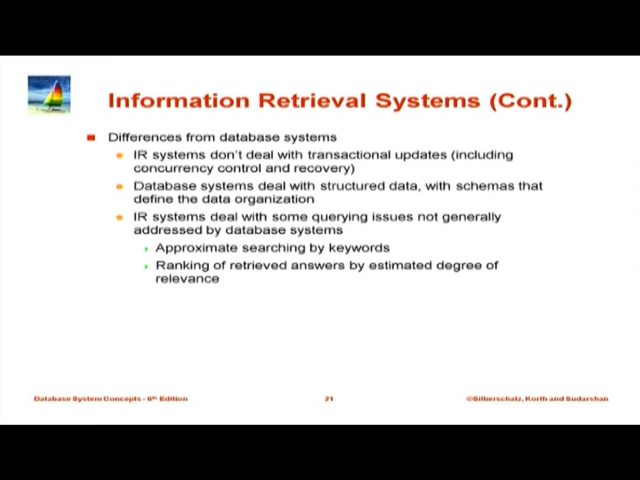 Information Retrieval Systems (Cont.)
Differences from database systems
IR systems don't deal with transactional updates (including
concurrency control and recovery)
Database systems deal with structured data, with schemas that
define the data organization
IR systems deal with some querying issues not generally
addressed by database systems
Approximate searching by keywords
Ranking of retrieved answers by estimated degree of
relevance
Database System Concepts - 6th Edition
21
©Silberschatz, Korth and Sudarshan